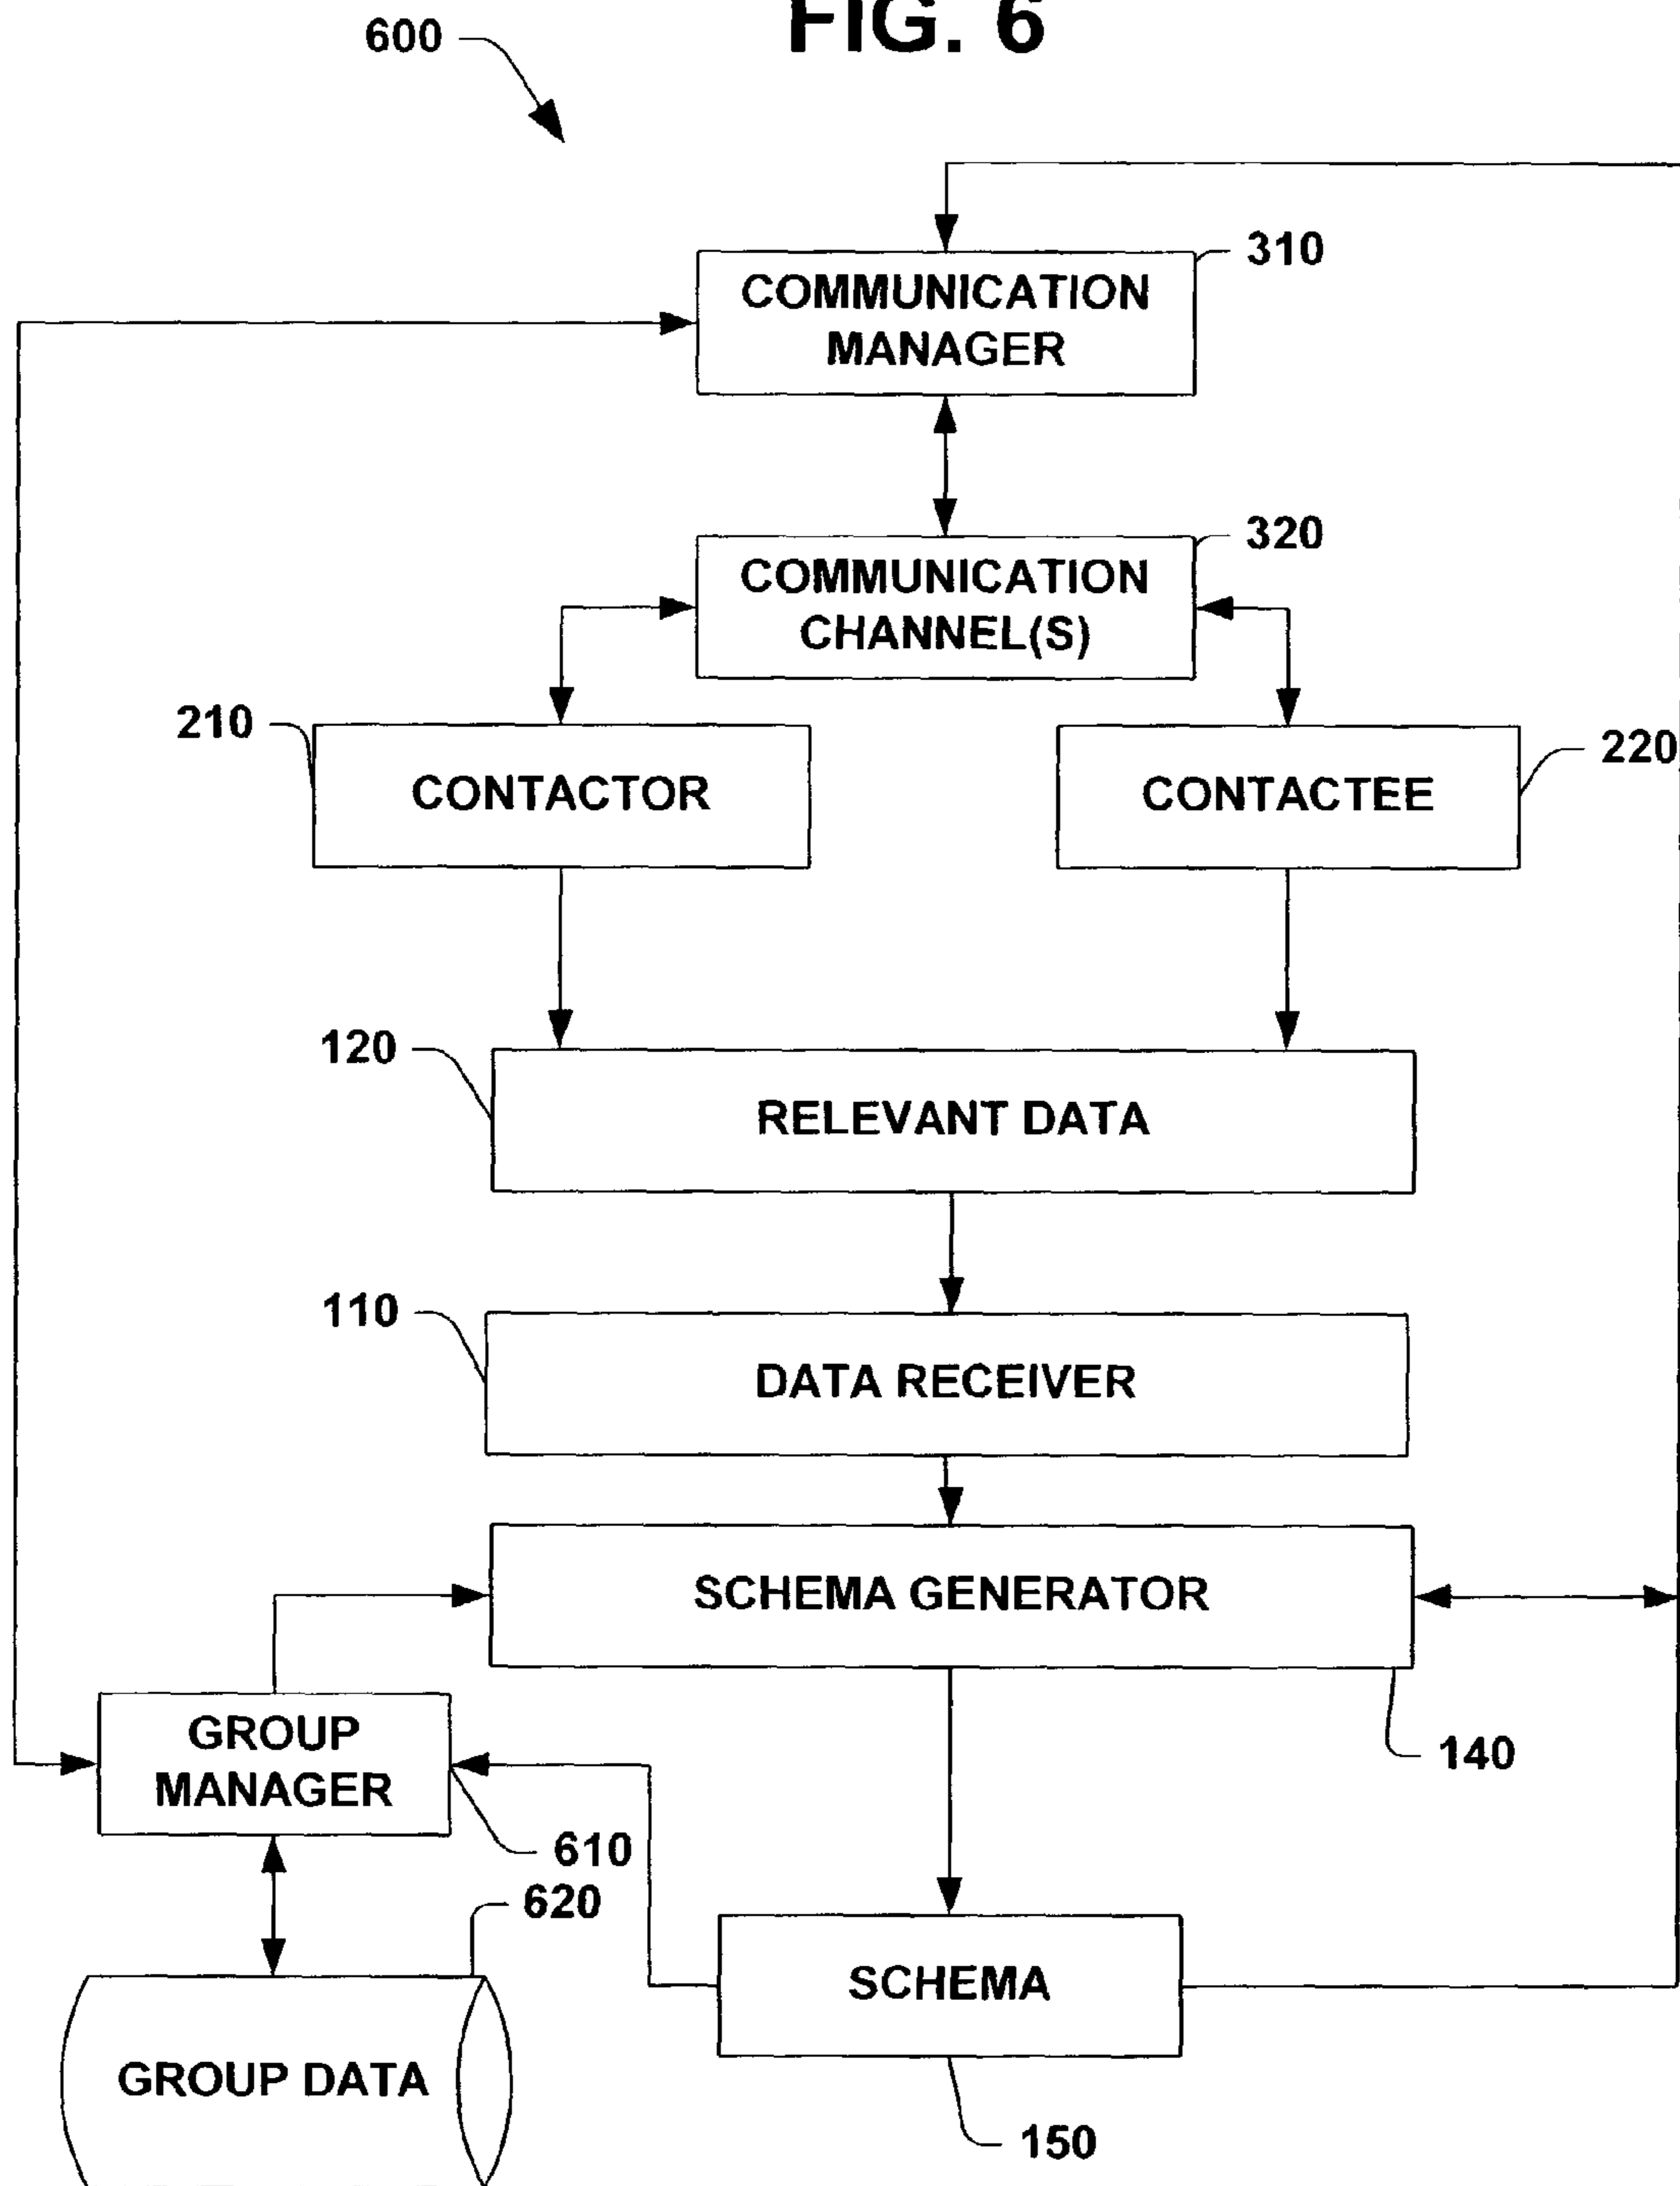 FIG. 6
600
310
COMMUNICATION
MANAGER
320
COMMUNICATION
CHANNEL(S)
210
CONTACTOR
220
CONTACTEE
120
RELEVANT DATA
110
DATA RECEIVER
SCHEMA GENERATOR
140
GROUP
MANAGER
610
620
SCHEMA
GROUP DATA
150